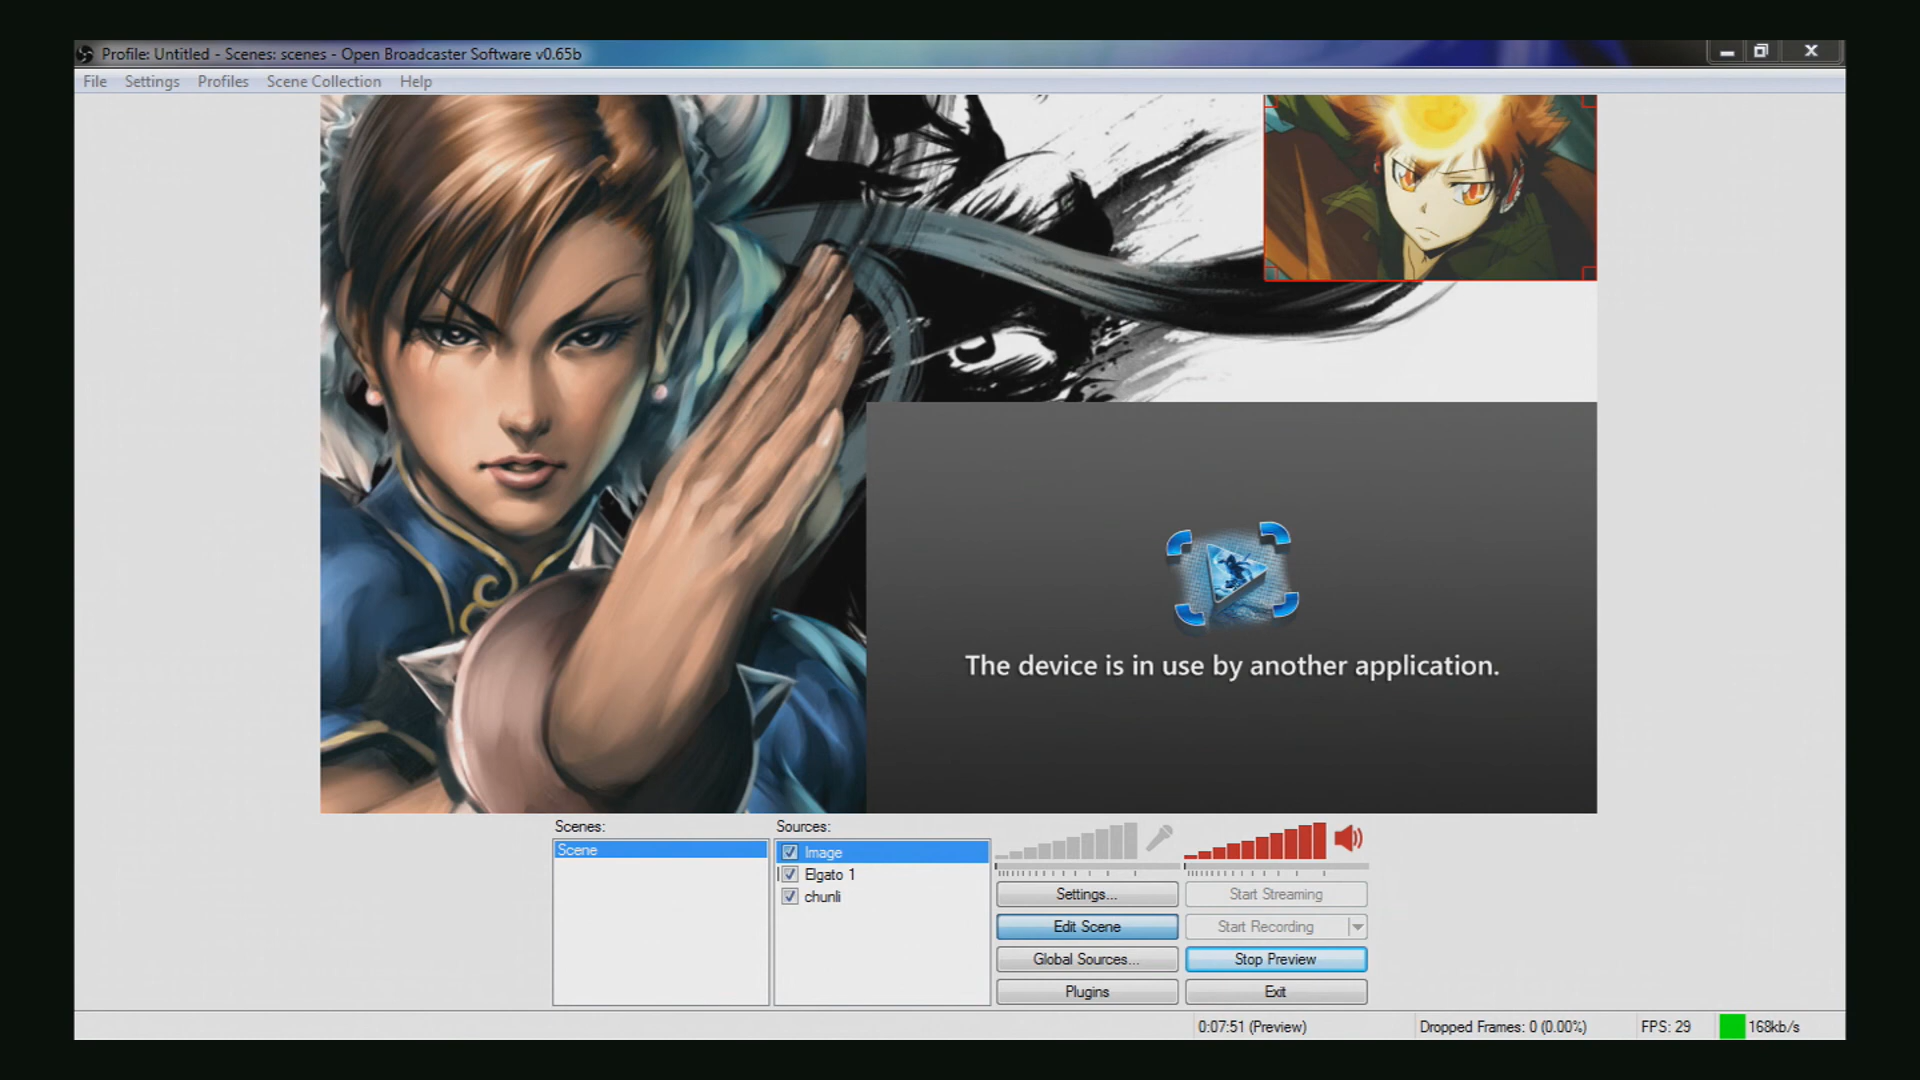 Profile: Untitled - Scenes: scenes - Open Broadcaster Software v0.65b
File Settings Profiles Scene Collection Help
The device is in use by another application.
Scenes:
Scene
Sources:
Image
Elgato 1
chunli
Settings...
Start Streaming
Edit Scene
Start Recording
Global Sources...
Stop Preview
Plugins
Exit
0:07:51 (Preview)
Dropped Frames: 0 (0.00%)
FPS: 29
168kb/s